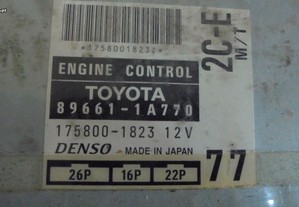 *1758001823*
ENGINE CONTROL
TOYOTA
89661-1A770
175800-1823 12V
DENSO MADE IN JAPAN
26P 16P 22P
2C-E
M/T
77